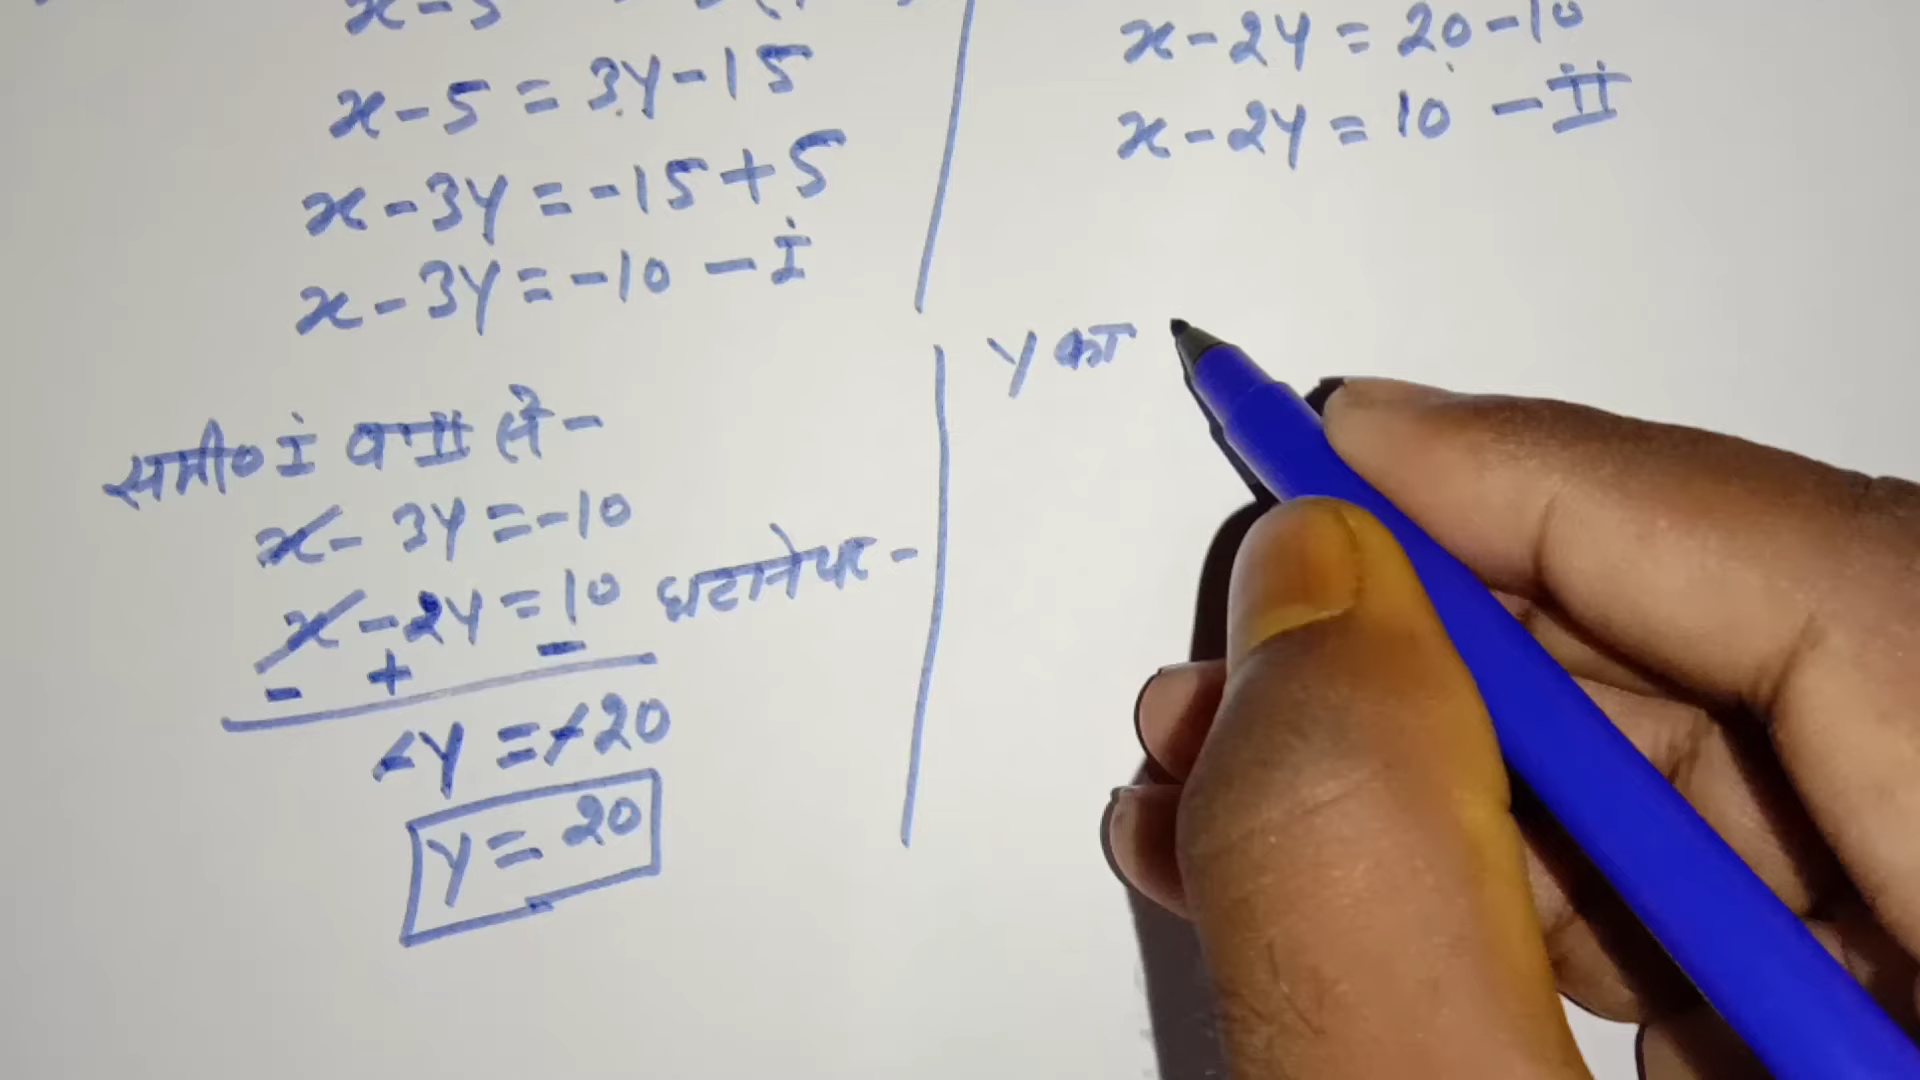 x-5
x-5 = 3y-15
x-3y = -15+5
x-3y = -10 - I
x-2y = 20-10
x-2y = 10 - II
समी० I व II से -
x - 3y = -10
x - 2y = 10 घटाने पर -
- + -
-y = -20
y = 20
y का